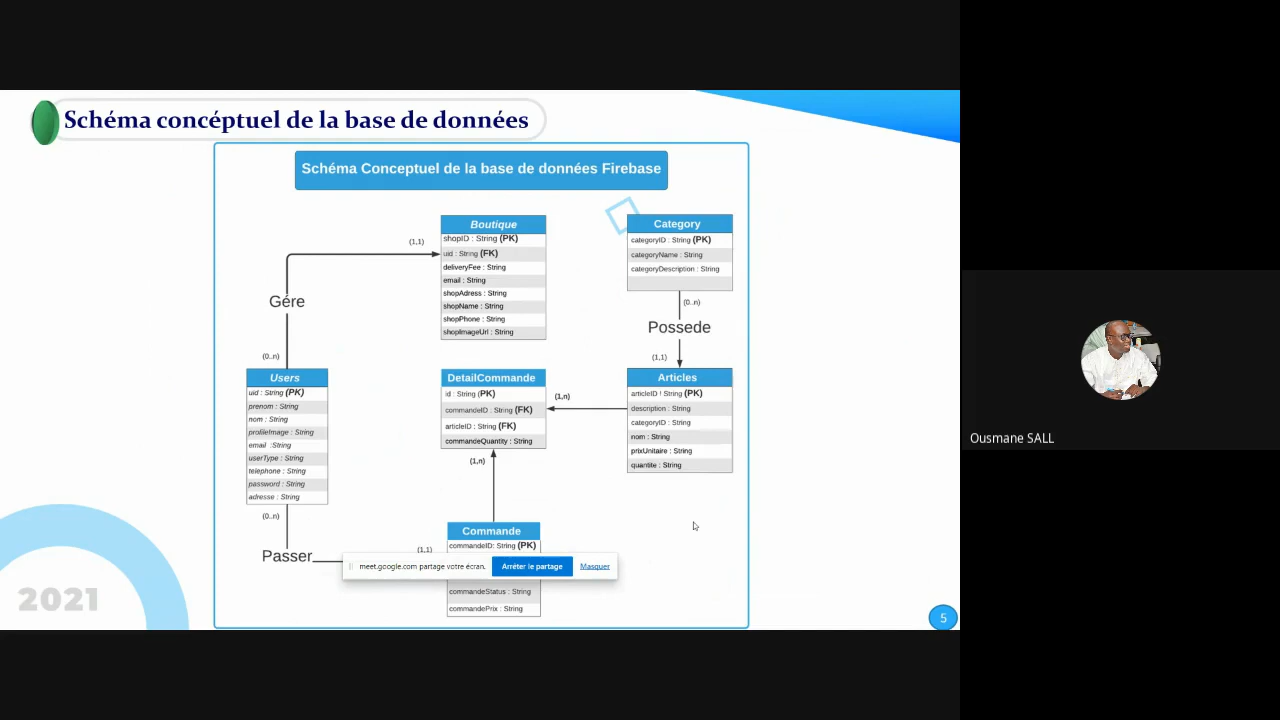 Schéma concéptuel de la base de données
Schéma Conceptuel de la base de données Firebase
Boutique
shopID : String (PK)
uid : String (FK)
deliveryFee : String
email : String
shopAdress : String
shopName : String
shopPhone : String
shopImageUrl : String
Category
categoryID : String (PK)
categoryName : String
categoryDescription : String
(1,1)
Gére
(0..n)
(0..n)
Possede
(1,1)
Users
uid : String (PK)
prenom : String
nom : String
profileImage : String
email :String
userType : String
telephone : String
password : String
adresse : String
DetailCommande
id : String (PK)
commandeID : String (FK)
articleID : String (FK)
commandeQuantity : String
(1,n)
Articles
articleID : String (PK)
description : String
categoryID : String
nom : String
prixUnitaire : String
quantite : String
(1,n)
(0..n)
Passer
(1,1)
Commande
commandeID: String (PK)
commandeStatus : String
commandePrix : String
meet.google.com partage votre écran.
Arrêter le partage
Masquer
2021
5
Ousmane SALL